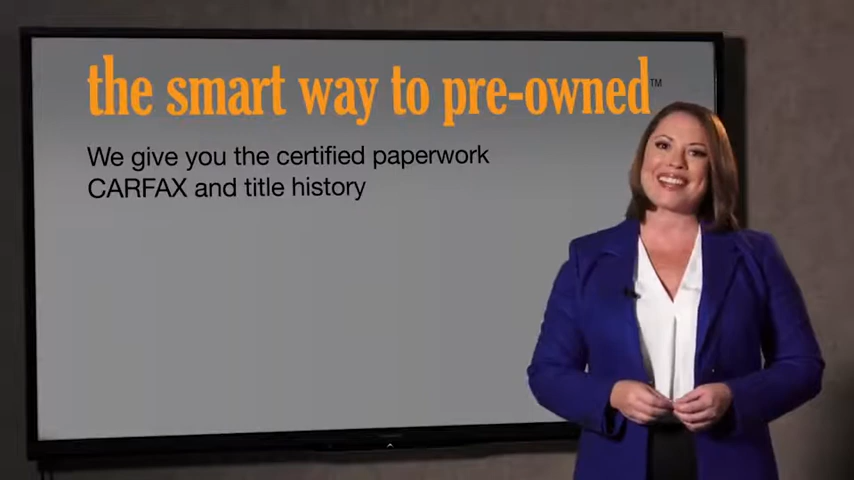 the smart way to pre-owned™
We give you the certified paperwork
CARFAX and title history